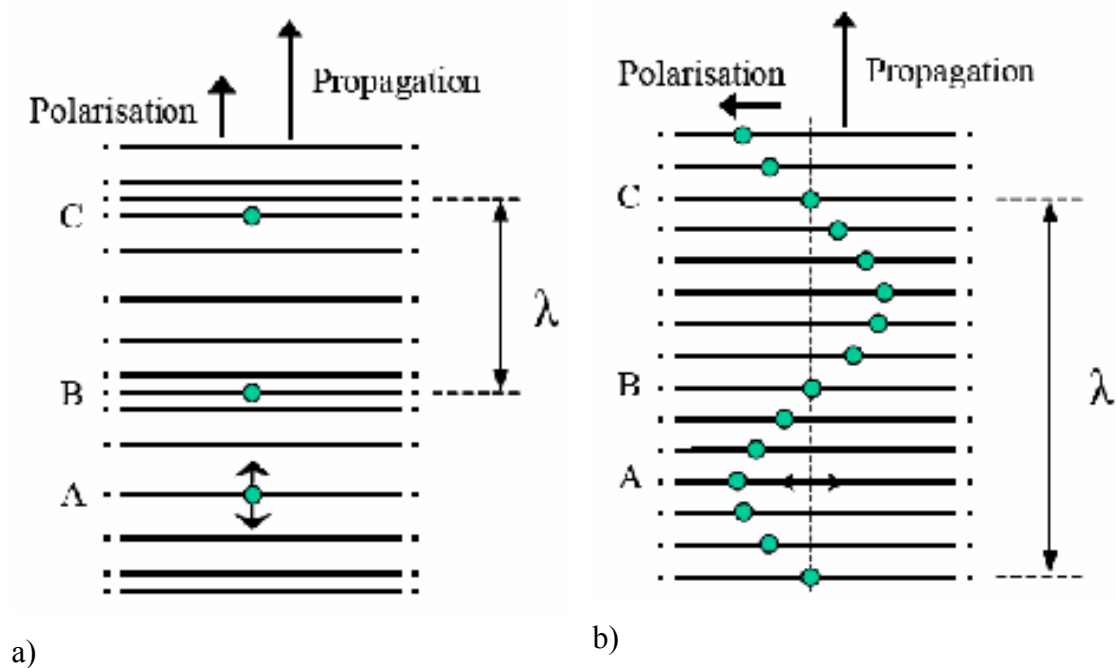 Polarisation
Propagation
C
λ
B
A
a)
Polarisation
Propagation
C
B
λ
A
b)